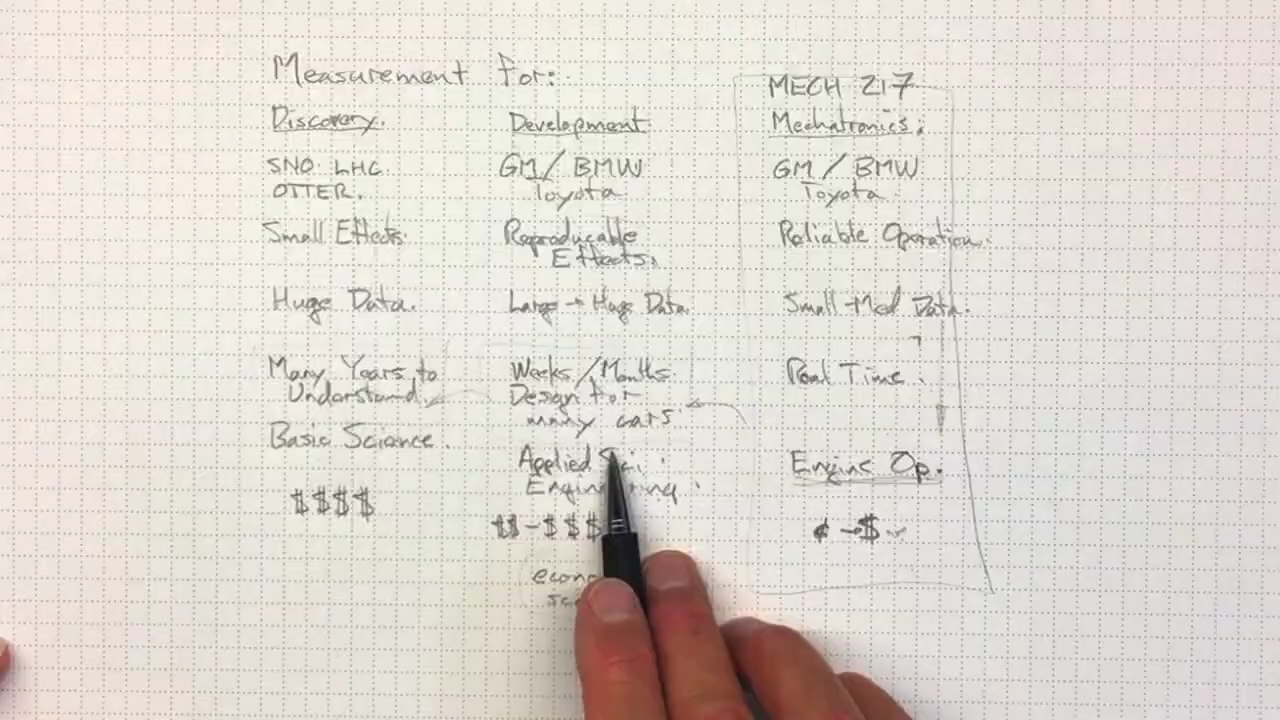 Measurement for:
Discovery.
SNO LHC
OTTER.
Small Effects.
Huge Data.
Many Years to
Understand.
Basic Science.
$$$$
Development
GM / BMW
Toyota
Reproducable
Effects.
Large → Huge Data.
Weeks / Months.
Design for
many cars.
Applied Sci.
Engineering.
$$ - $$$
MECH 217
Mechatronics:
GM / BMW
Toyota
Reliable Operation.
Small-Med Data.
Real Time.
Engine Op.
¢ → $